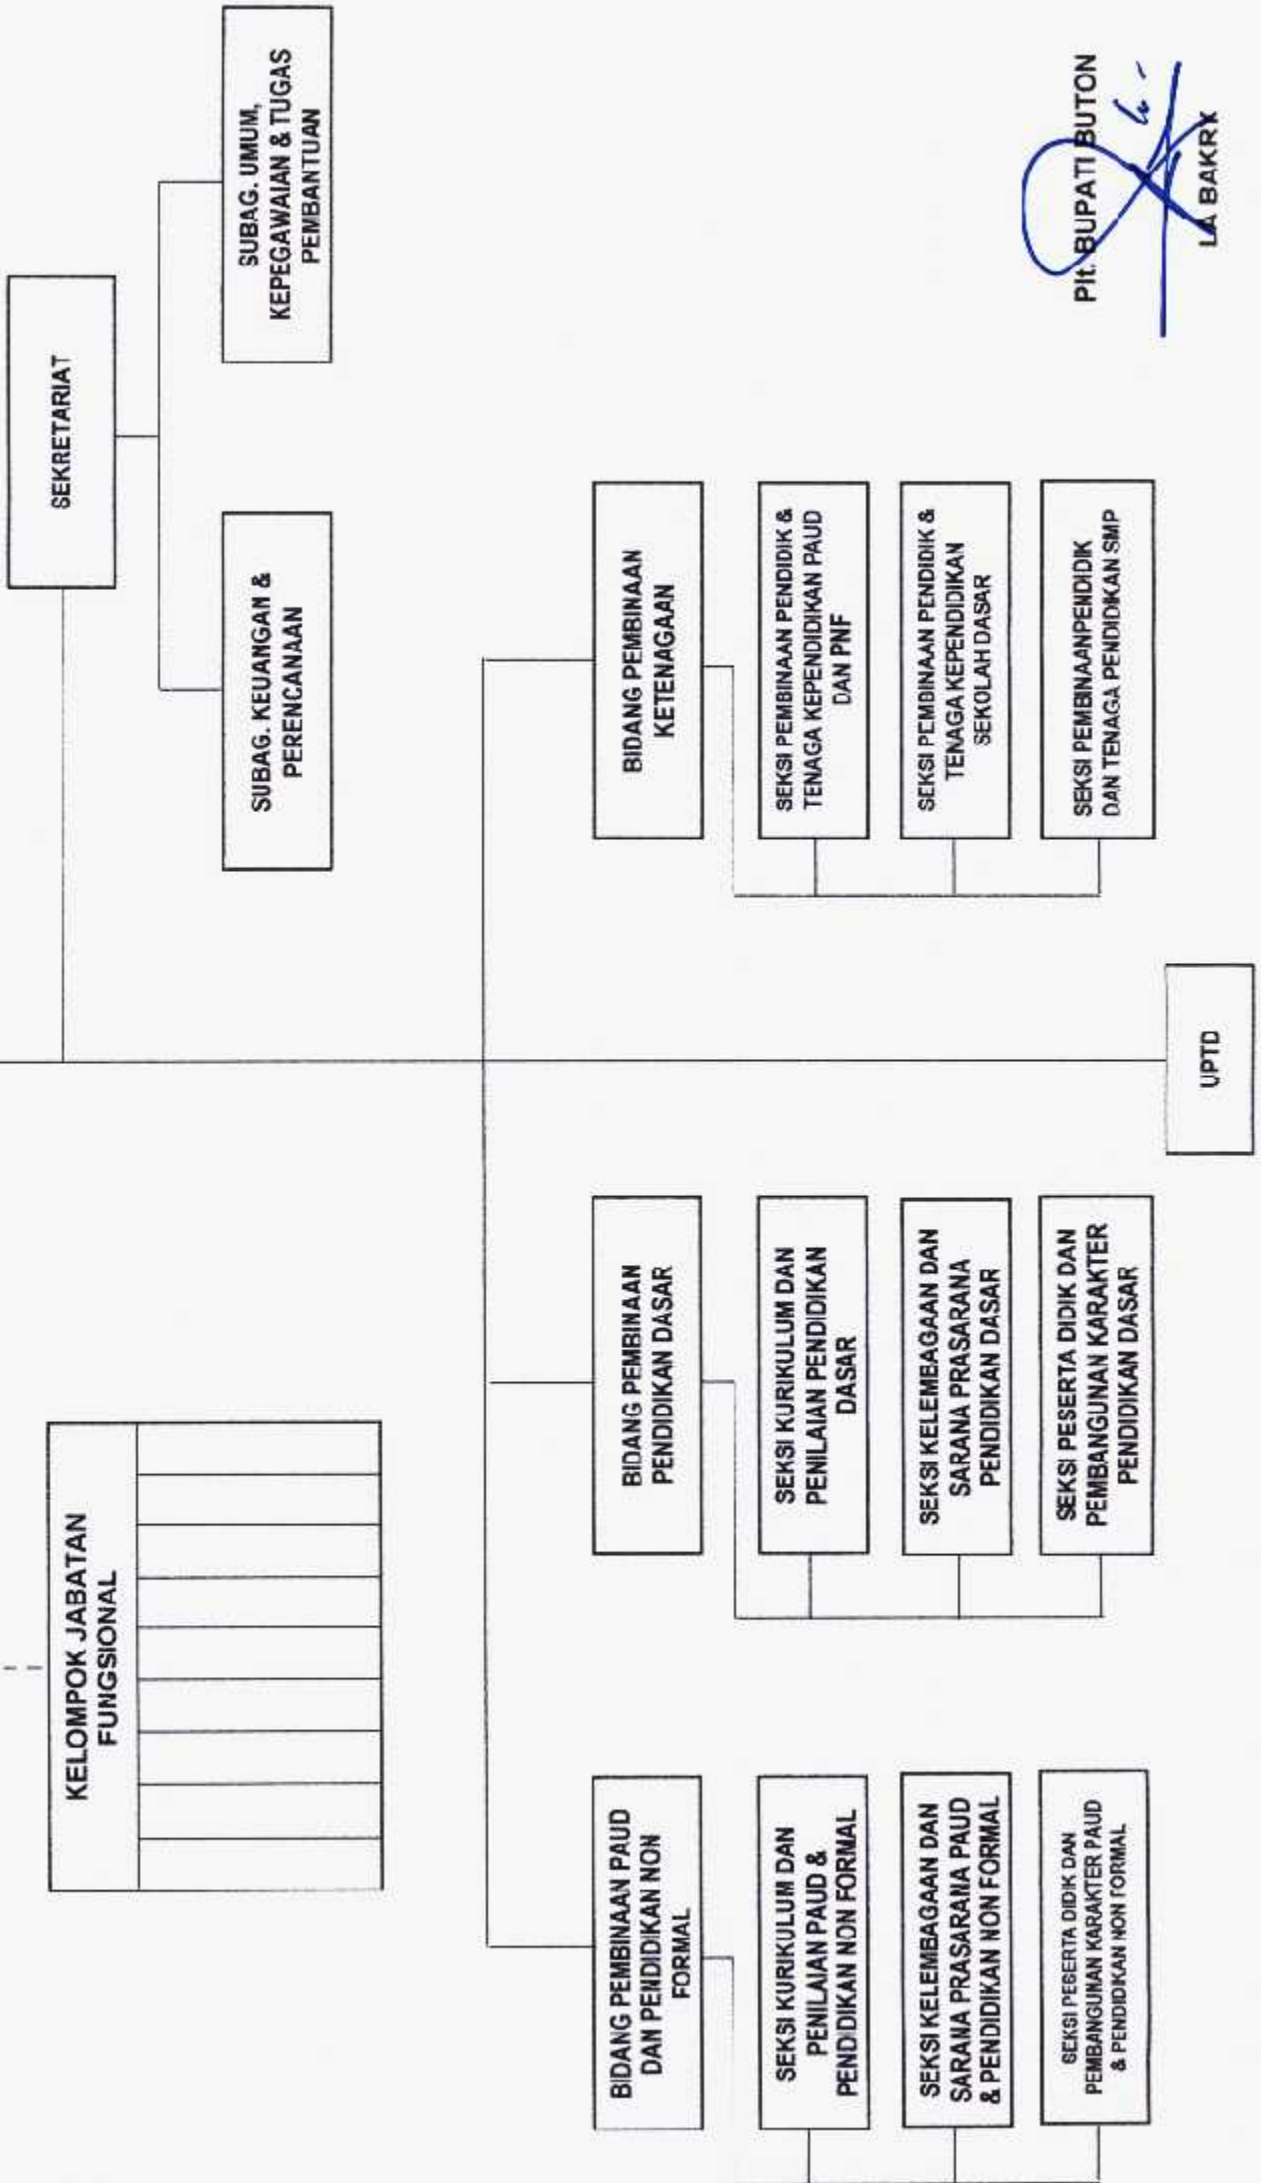 SEKRETARIAT
SUBAG. KEUANGAN &
PERENCANAAN
SUBAG. UMUM,
KEPEGAWAIAN & TUGAS
PEMBANTUAN
KELOMPOK JABATAN
FUNGSIONAL
BIDANG PEMBINAAN PAUD
DAN PENDIDIKAN NON
FORMAL
SEKSI KURIKULUM DAN
PENILAIAN PAUD &
PENDIDIKAN NON FORMAL
SEKSI KELEMBAGAAN DAN
SARANA PRASARANA PAUD
& PENDIDIKAN NON FORMAL
SEKSI PESERTA DIDIK DAN
PEMBANGUNAN KARAKTER PAUD
& PENDIDIKAN NON FORMAL
BIDANG PEMBINAAN
PENDIDIKAN DASAR
SEKSI KURIKULUM DAN
PENILAIAN PENDIDIKAN
DASAR
SEKSI KELEMBAGAAN DAN
SARANA PRASARANA
PENDIDIKAN DASAR
SEKSI PESERTA DIDIK DAN
PEMBANGUNAN KARAKTER
PENDIDIKAN DASAR
BIDANG PEMBINAAN
KETENAGAAN
SEKSI PEMBINAAN PENDIDIK &
TENAGA KEPENDIDIKAN PAUD
DAN PNF
SEKSI PEMBINAAN PENDIDIK &
TENAGA KEPENDIDIKAN
SEKOLAH DASAR
SEKSI PEMBINAANPENDIDIK
DAN TENAGA PENDIDIKAN SMP
UPTD
Plt. BUPATI BUTON
LA BAKRY